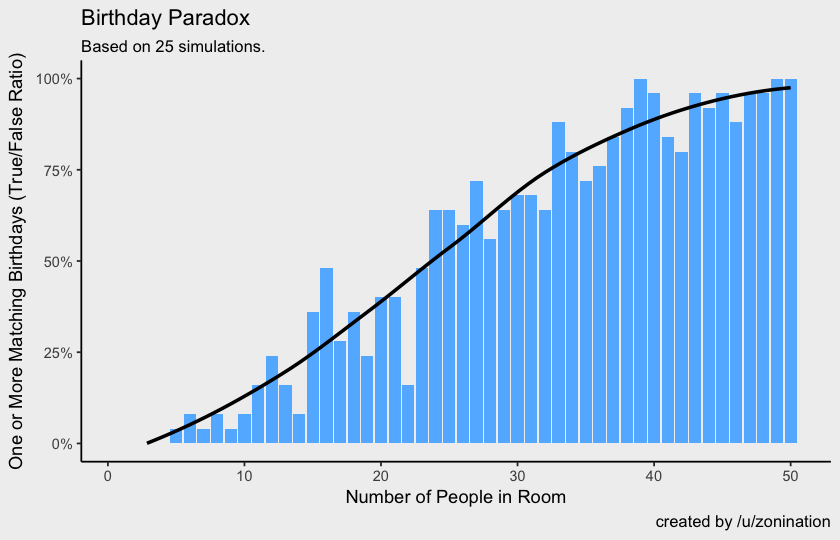 Birthday Paradox
Based on 25 simulations.
One or More Matching Birthdays (True/False Ratio)
100%
75%
50%
25%
0%
0 10 20 30 40 50
Number of People in Room
created by /u/zonination